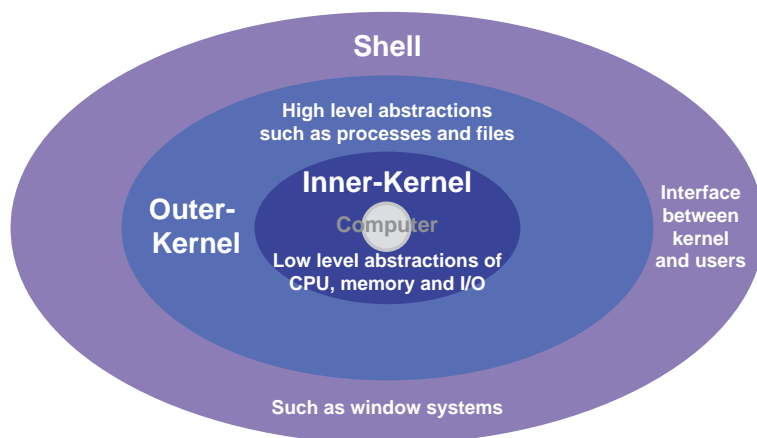 Shell
High level abstractions
such as processes and files
Inner-Kernel
Outer-
Kernel
Computer
Interface
between
kernel
and users
Low level abstractions of
CPU, memory and I/O
Such as window systems